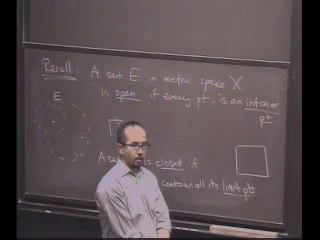 Recall. A set E in metric space X
is open if every pt. is an interior
pt
E
A set is closed if
contains all its limit pts